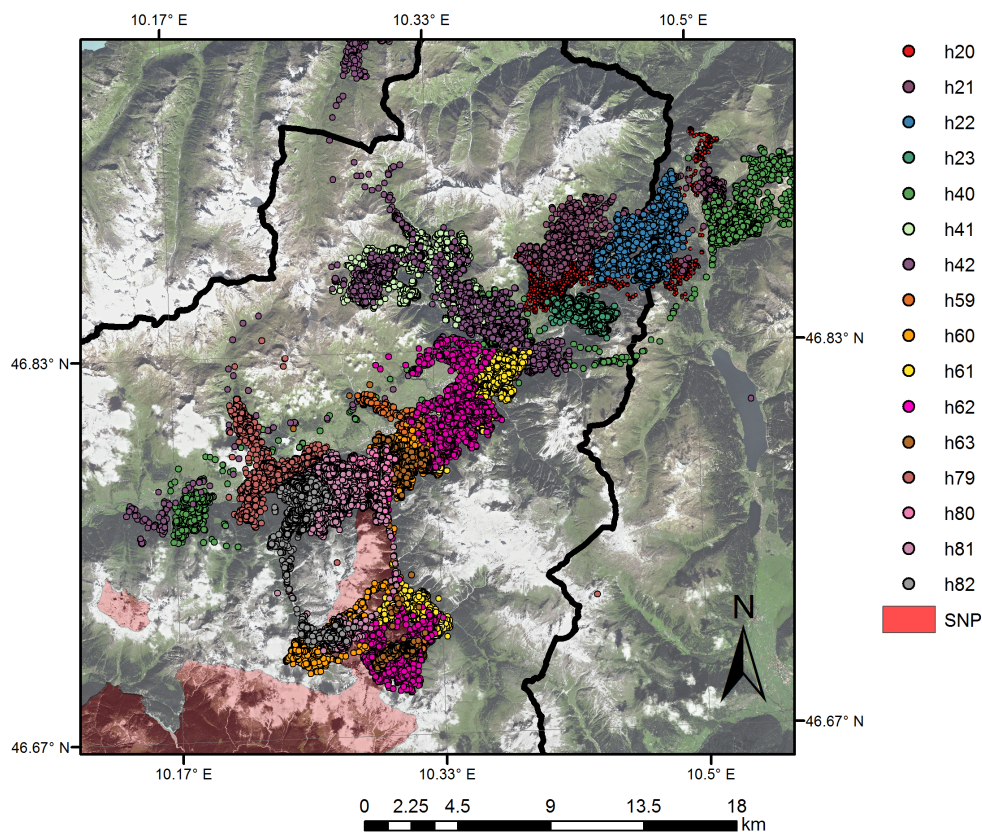 10.17° E 10.33° E 10.5° E
h20
h21
h22
h23
h40
h41
h42
h59
h60
h61
h62
h63
h79
h80
h81
h82
SNP
46.83° N 46.83° N
N
46.67° N 46.67° N
10.17° E 10.33° E 10.5° E
0 2.25 4.5 9 13.5 18
km